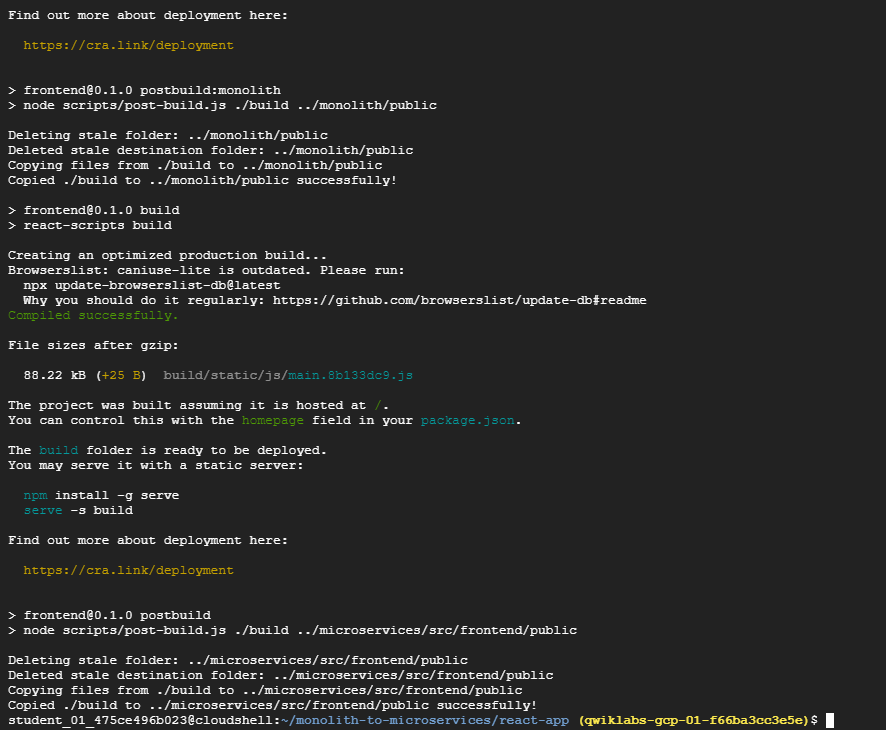 Find out more about deployment here:
https://cra.link/deployment
> frontend@0.1.0 postbuild:monolith
> node scripts/post-build.js ./build ../monolith/public
Deleting stale folder: ../monolith/public
Deleted stale destination folder: ../monolith/public
Copying files from ./build to ../monolith/public
Copied ./build to ../monolith/public successfully!
> frontend@0.1.0 build
> react-scripts build
Creating an optimized production build...
Browserslist: caniuse-lite is outdated. Please run:
npx update-browserslist-db@latest
Why you should do it regularly: https://github.com/browserslist/update-db#readme
Compiled successfully.
File sizes after gzip:
88.22 kB (+25 B)  build/static/js/main.8b133dc9.js
The project was built assuming it is hosted at /.
You can control this with the homepage field in your package.json.
The build folder is ready to be deployed.
You may serve it with a static server:
npm install -g serve
serve -s build
Find out more about deployment here:
https://cra.link/deployment
> frontend@0.1.0 postbuild
> node scripts/post-build.js ./build ../microservices/src/frontend/public
Deleting stale folder: ../microservices/src/frontend/public
Deleted stale destination folder: ../microservices/src/frontend/public
Copying files from ./build to ../microservices/src/frontend/public
Copied ./build to ../microservices/src/frontend/public successfully!
student_01_475ce496b023@cloudshell:~/monolith-to-microservices/react-app (qwiklabs-gcp-01-f66ba3cc3e5e)$